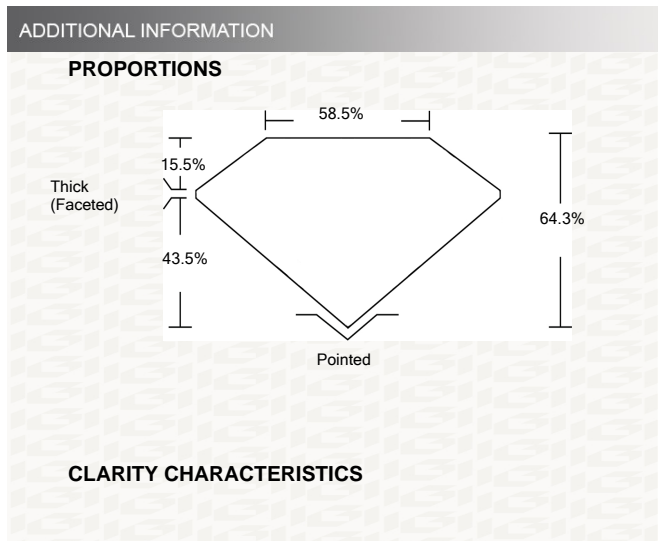 ADDITIONAL INFORMATION
PROPORTIONS
58.5%
15.5%
Thick
(Faceted)
64.3%
43.5%
Pointed
CLARITY CHARACTERISTICS